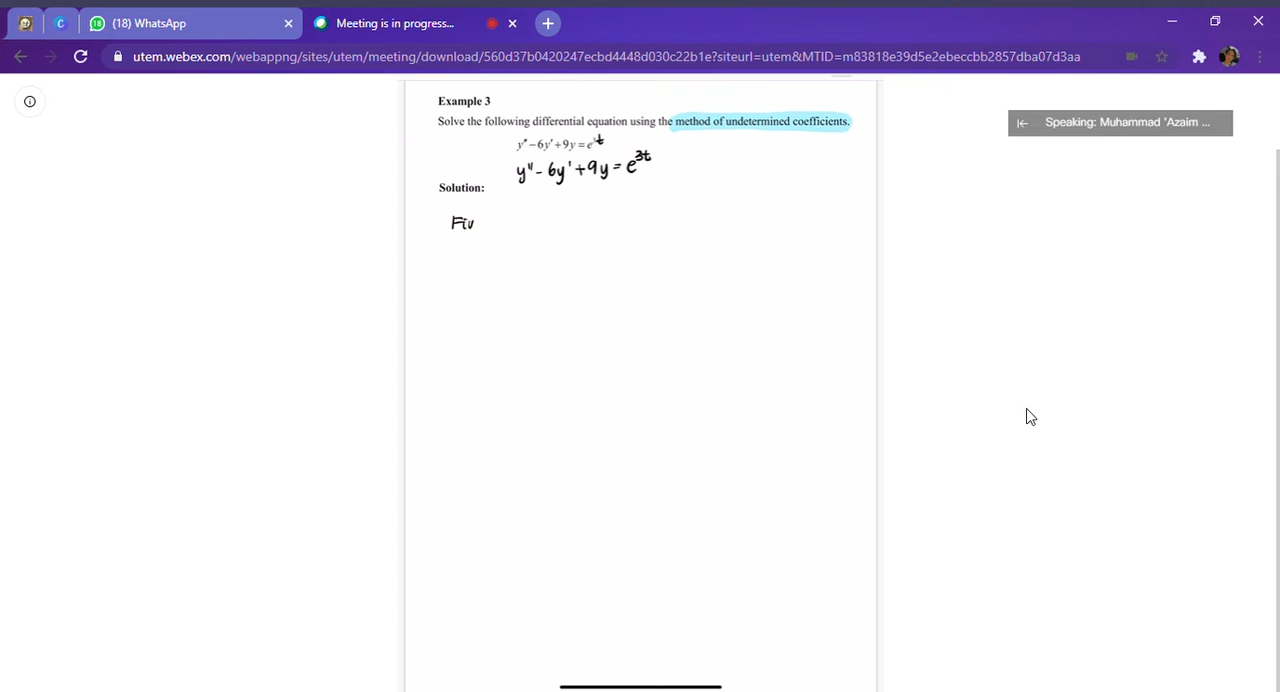 (18) WhatsApp
Meeting is in progress...
utem.webex.com/webappng/sites/utem/meeting/download/560d37b0420247ecbd4448d030c22b1e?siteurl=utem&MTID=m83818e39d5e2ebeccbb2857dba07d3aa
Speaking: Muhammad 'Azaim ...
Example 3
Solve the following differential equation using the method of undetermined coefficients.
y″ − 6y′ + 9y = e^{3t}
y″ − 6y′ + 9y = e^{3t}
Solution:
Fiv